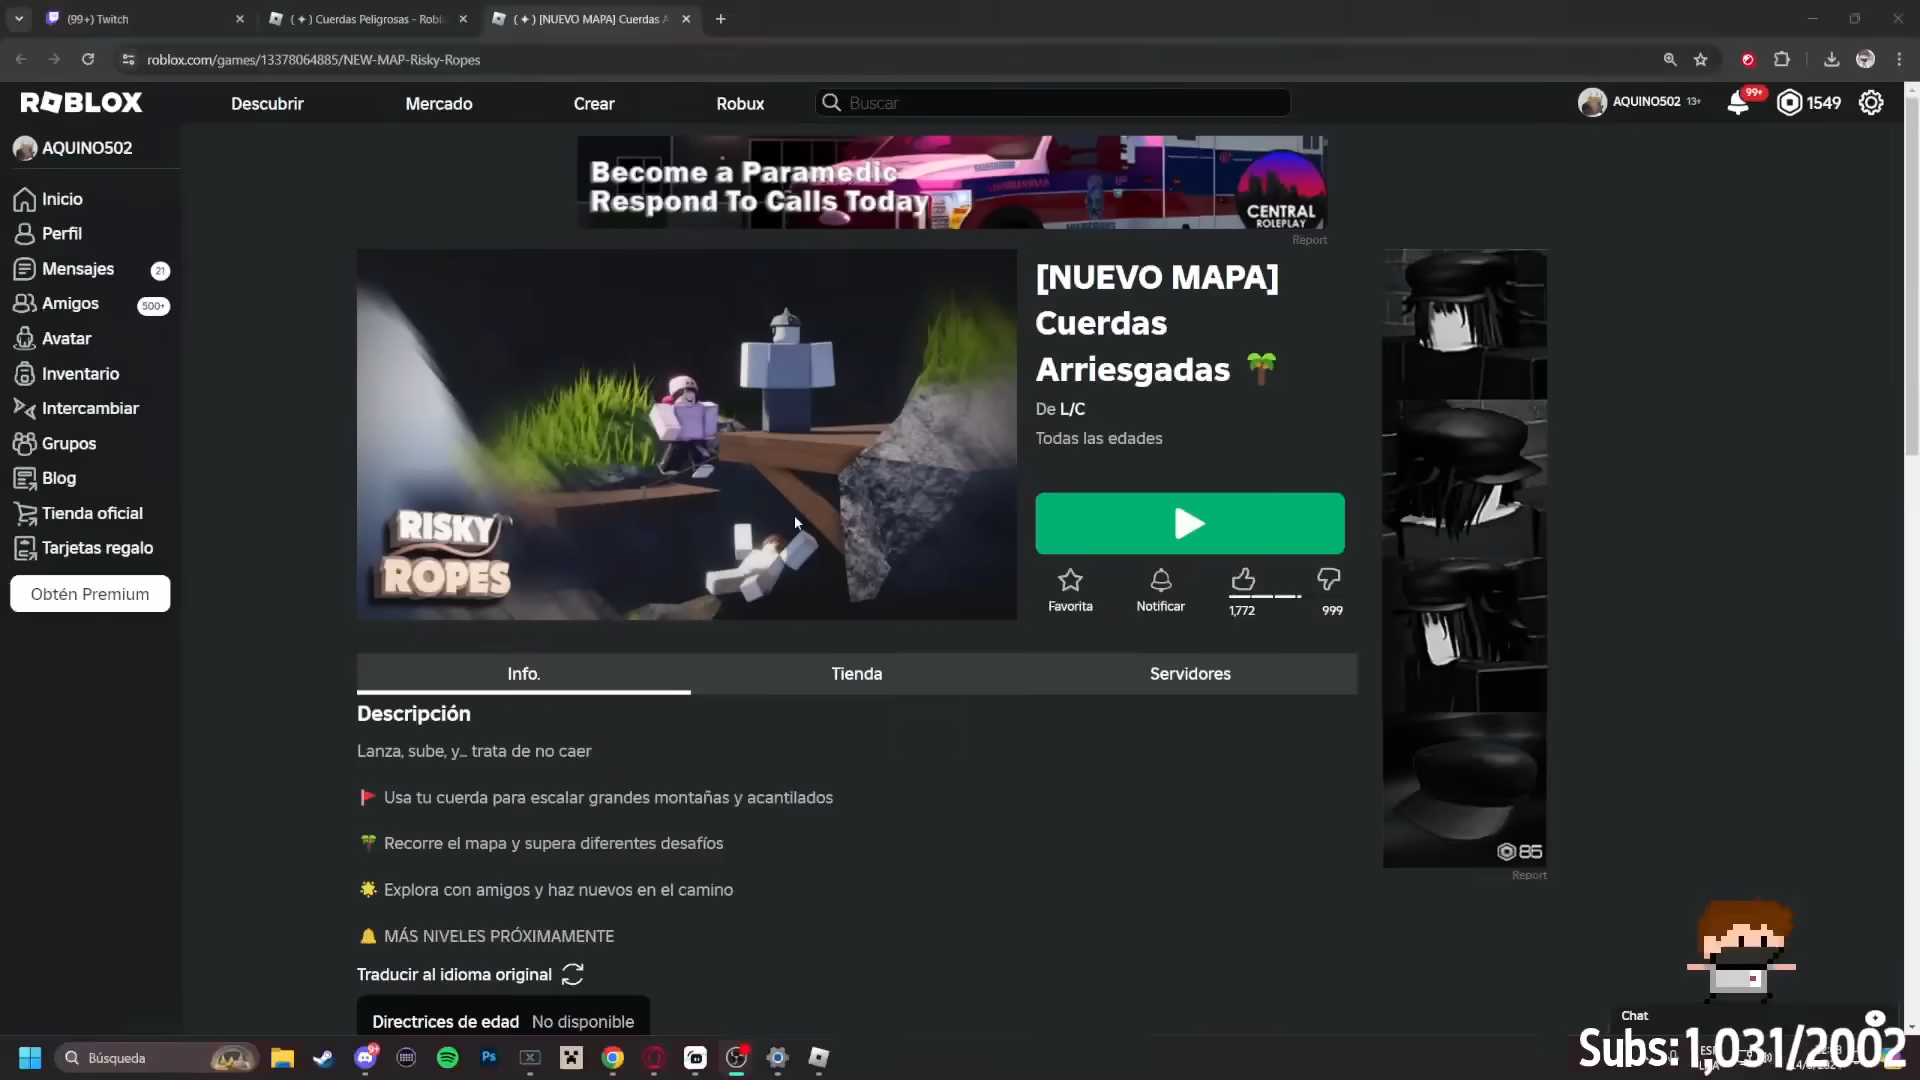 (99+) Twitch
( ✦ ) Cuerdas Peligrosas - Robl
( ✦ ) [NUEVO MAPA] Cuerdas A
roblox.com/games/13378064885/NEW-MAP-Risky-Ropes
ROBLOX
Descubrir
Mercado
Crear
Robux
Buscar
AQUINO502 13+
99+
1549
AQUINO502
Inicio
Perfil
Mensajes
21
Amigos
500+
Avatar
Inventario
Intercambiar
Grupos
Blog
Tienda oficial
Tarjetas regalo
Obtén Premium
Become a Paramedic
Respond To Calls Today
CENTRAL
ROLEPLAY
Report
RISKY
ROPES
[NUEVO MAPA]
Cuerdas
Arriesgadas 🌴
De L/C
Todas las edades
Favorita
Notificar
1,772
999
85
Report
Info.
Tienda
Servidores
Descripción
Lanza, sube, y... trata de no caer
🚩 Usa tu cuerda para escalar grandes montañas y acantilados
🌴 Recorre el mapa y supera diferentes desafíos
🌟 Explora con amigos y haz nuevos en el camino
🔔 MÁS NIVELES PRÓXIMAMENTE
Traducir al idioma original
Directrices de edad No disponible
Chat
Subs:1,031/2002
Búsqueda
Ps